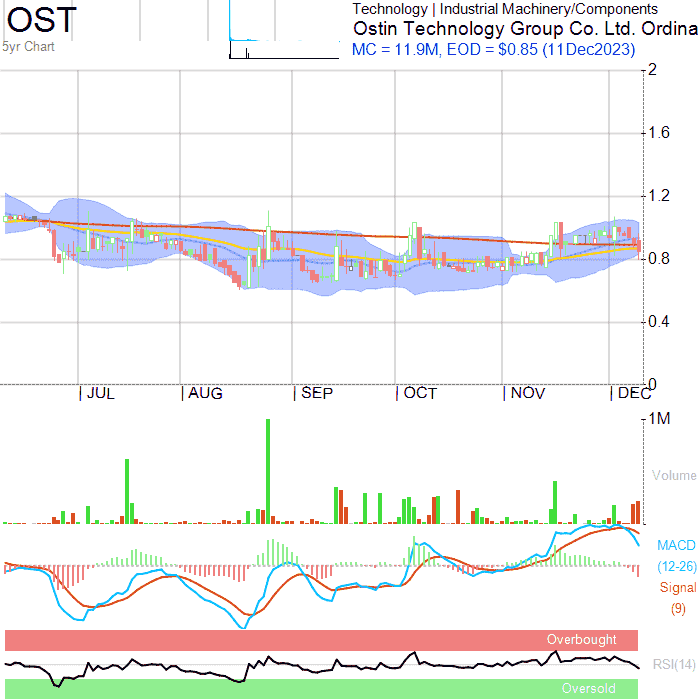 OST
5yr Chart
Technology | Industrial Machinery/Components
Ostin Technology Group Co. Ltd. Ordina
MC = 11.9M, EOD = $0.85 (11Dec2023)
2
1.6
1.2
0.8
0.4
0
JUL AUG SEP OCT NOV DEC
1M
Volume
MACD
(12-26)
Signal
(9)
Overbought
RSI(14)
Oversold